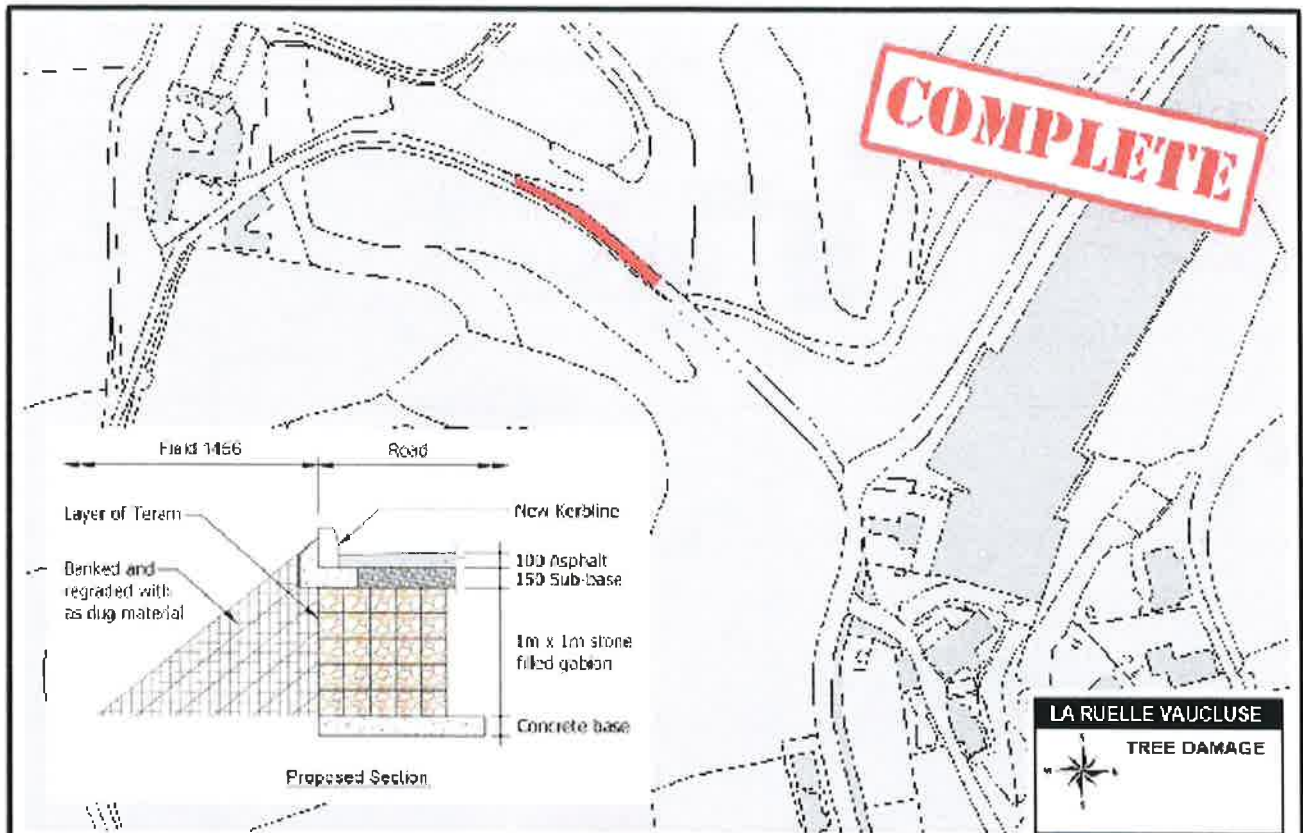 COMPLETE
Field 1466
Road
Layer of Teram
New Kerbline
Banked and
regraded with
as dug material
100 Asphalt
150 Sub-base
1m x 1m stone
filled gabion
Concrete base
Proposed Section
LA RUELLE VAUCLUSE
TREE DAMAGE